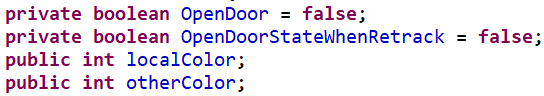 private boolean OpenDoor = false;
private boolean OpenDoorStateWhenRetrack = false;
public int localColor;
public int otherColor;